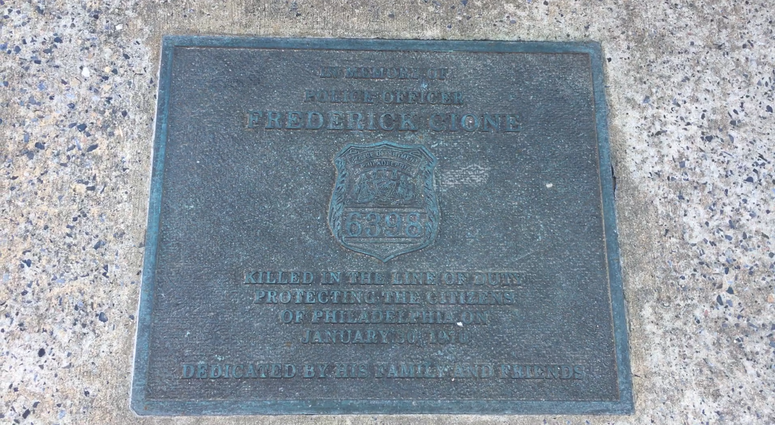 IN MEMORY OF
POLICE OFFICER
FREDERICK CIONE
6398
KILLED IN THE LINE OF DUTY
PROTECTING THE CITIZENS
OF PHILADELPHIA ON
JANUARY
DEDICATED BY HIS FAMILY AND FRIENDS